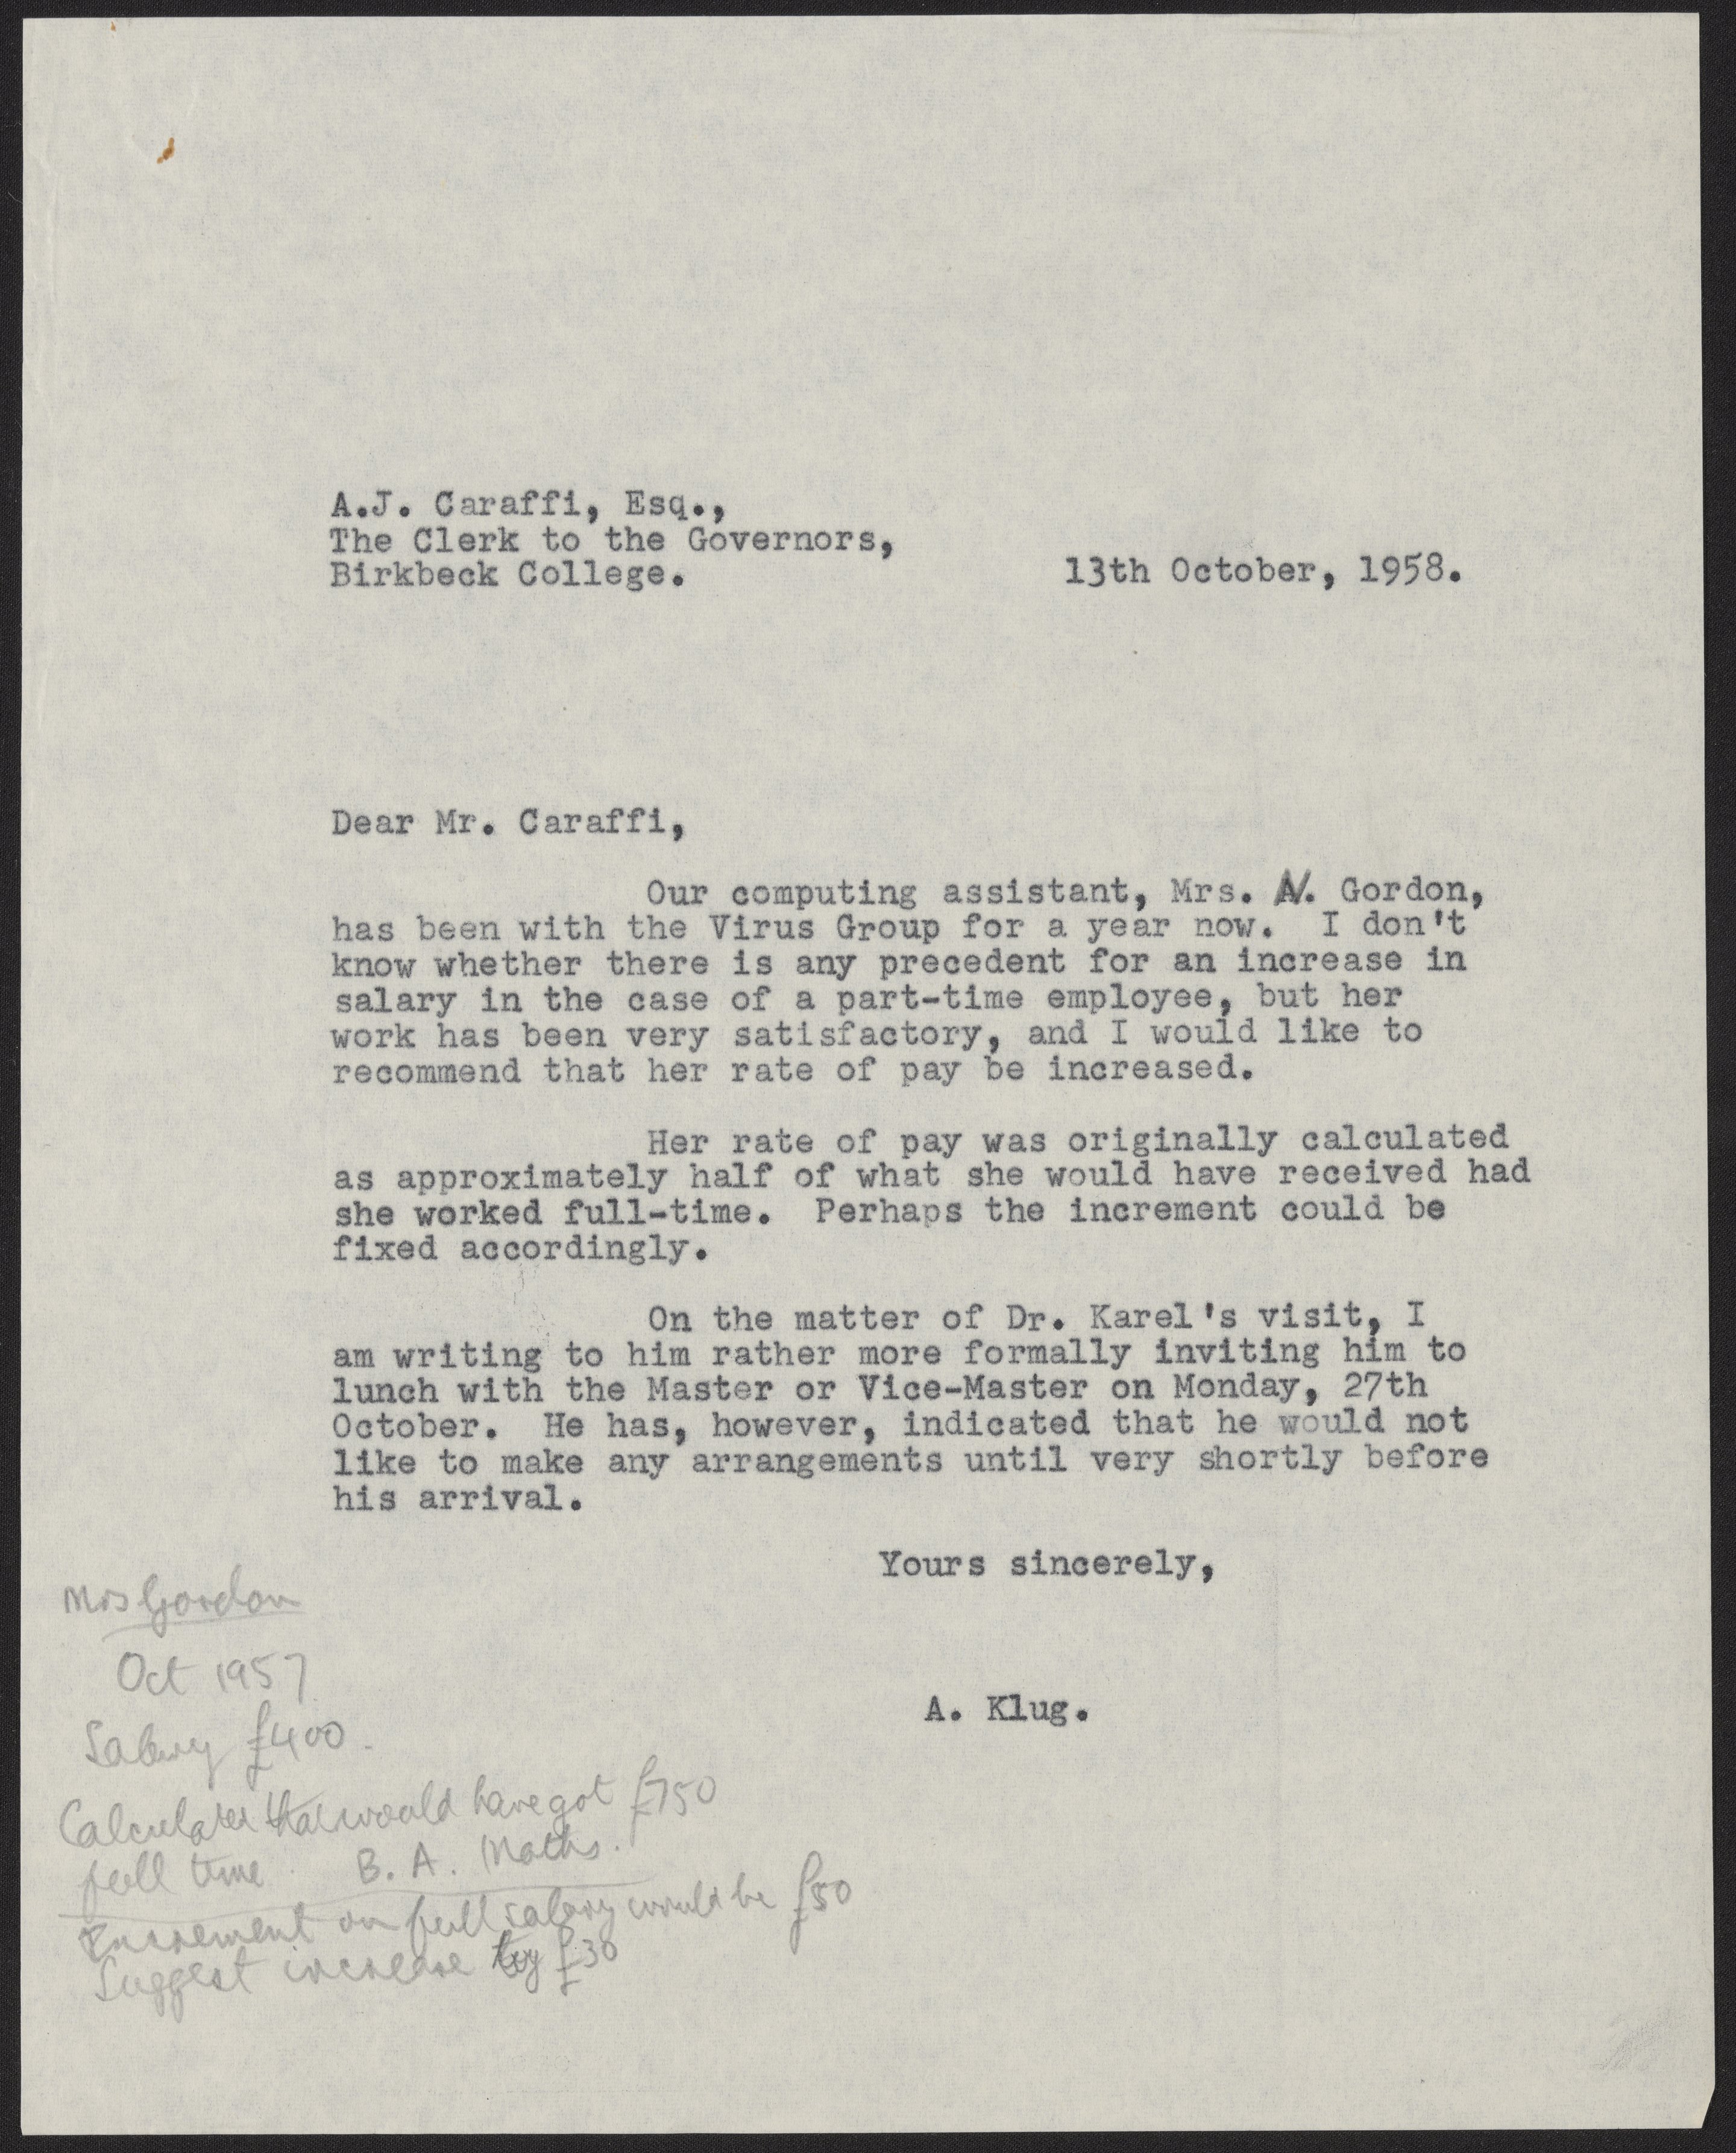 A.J. Caraffi, Esq.,
The Clerk to the Governors,
Birkbeck College.
13th October, 1958.
Dear Mr. Caraffi,
Our computing assistant, Mrs. N. Gordon,
has been with the Virus Group for a year now. I don't
know whether there is any precedent for an increase in
salary in the case of a part-time employee, but her
work has been very satisfactory, and I would like to
recommend that her rate of pay be increased.
Her rate of pay was originally calculated
as approximately half of what she would have received had
she worked full-time. Perhaps the increment could be
fixed accordingly.
On the matter of Dr. Karel's visit, I
am writing to him rather more formally inviting him to
lunch with the Master or Vice-Master on Monday, 27th
October. He has, however, indicated that he would not
like to make any arrangements until very shortly before
his arrival.
Yours sincerely,
A. Klug.
Mrs Gordon
Oct 1957
Salary £400.
Calculated that would have got £750
full time B.A. Maths.
Increment on full salary would be £50
Suggest increase by £30